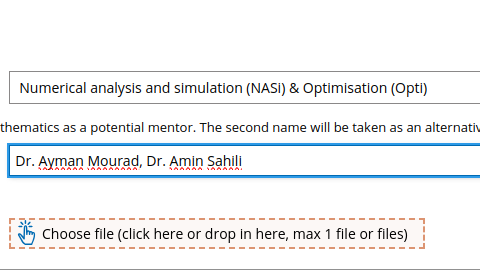 Numerical analysis and simulation (NASi) & Optimisation (Opti)
thematics as a potential mentor. The second name will be taken as an alternativ
Dr. Ayman Mourad, Dr. Amin Sahili
Choose file (click here or drop in here, max 1 file or files)